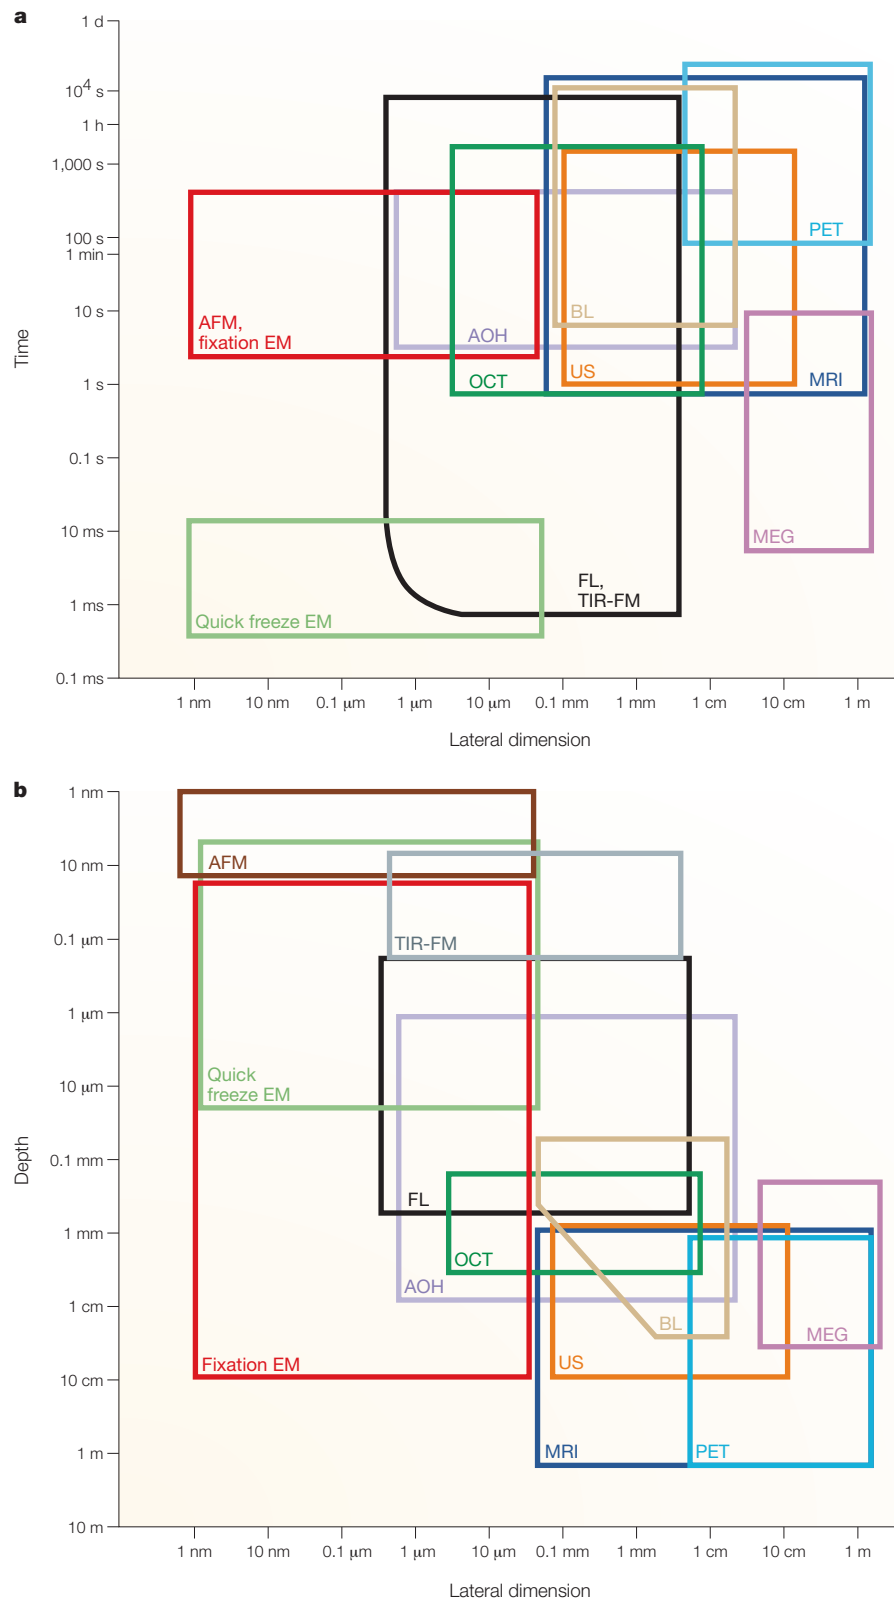 a
1 d
10⁴ s
1 h
1,000 s
100 s
1 min
10 s
1 s
0.1 s
10 ms
1 ms
0.1 ms
Time
PET
AFM,
fixation EM
BL
AOH
US
OCT
MRI
MEG
FL,
TIR-FM
Quick freeze EM
1 nm 10 nm 0.1 μm 1 μm 10 μm 0.1 mm 1 mm 1 cm 10 cm 1 m
Lateral dimension
b
1 nm
10 nm
0.1 μm
1 μm
10 μm
0.1 mm
1 mm
1 cm
10 cm
1 m
10 m
Depth
AFM
TIR-FM
Quick
freeze EM
FL
OCT
AOH
BL
MEG
Fixation EM
US
MRI
PET
1 nm 10 nm 0.1 μm 1 μm 10 μm 0.1 mm 1 mm 1 cm 10 cm 1 m
Lateral dimension